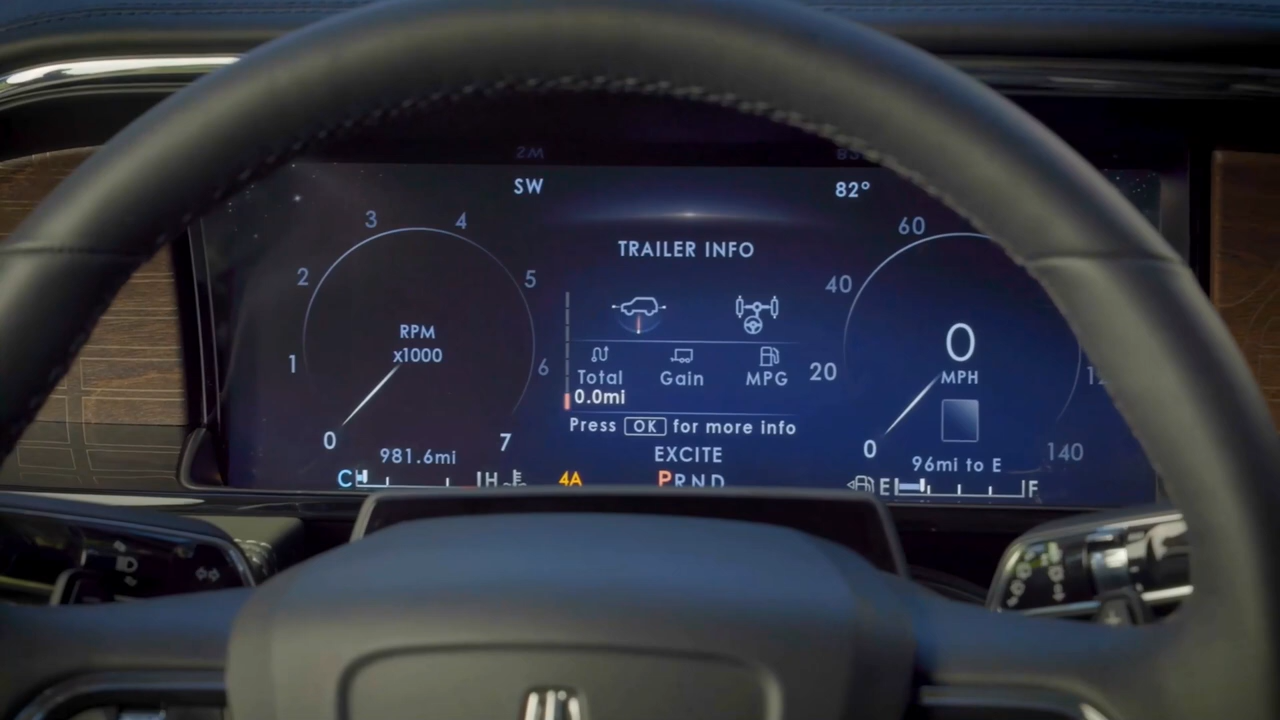 SW
82°
TRAILER INFO
3
4
60
2
5
40
RPM
x1000
0
MPH
1
6
Total
Gain
MPG
20
0.0mi
Press OK for more info
0
7
0
140
981.6mi
EXCITE
96mi to E
C
H
4A
PRND
E
F